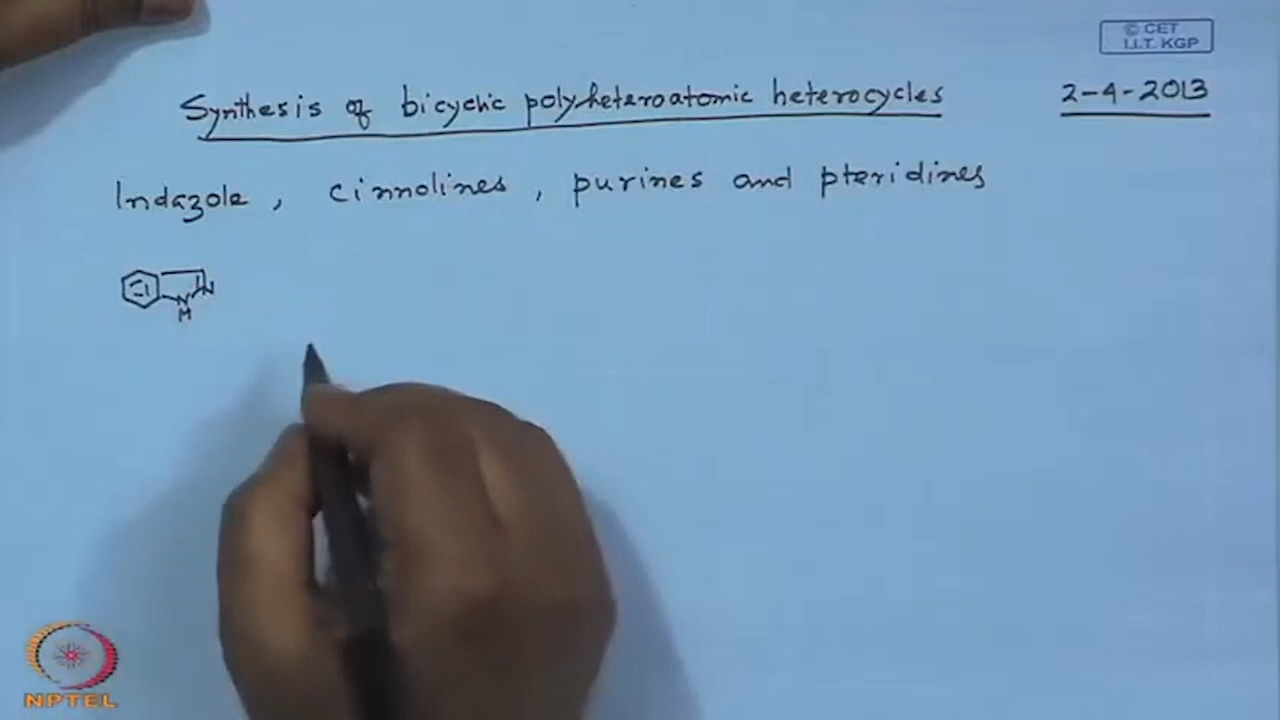 © CET
I.I.T. KGP
Synthesis of bicyclic polyheteroatomic heterocycles 2-4-2013
Indazole, cinnolines, purines and pteridines
N
N
H
NPTEL